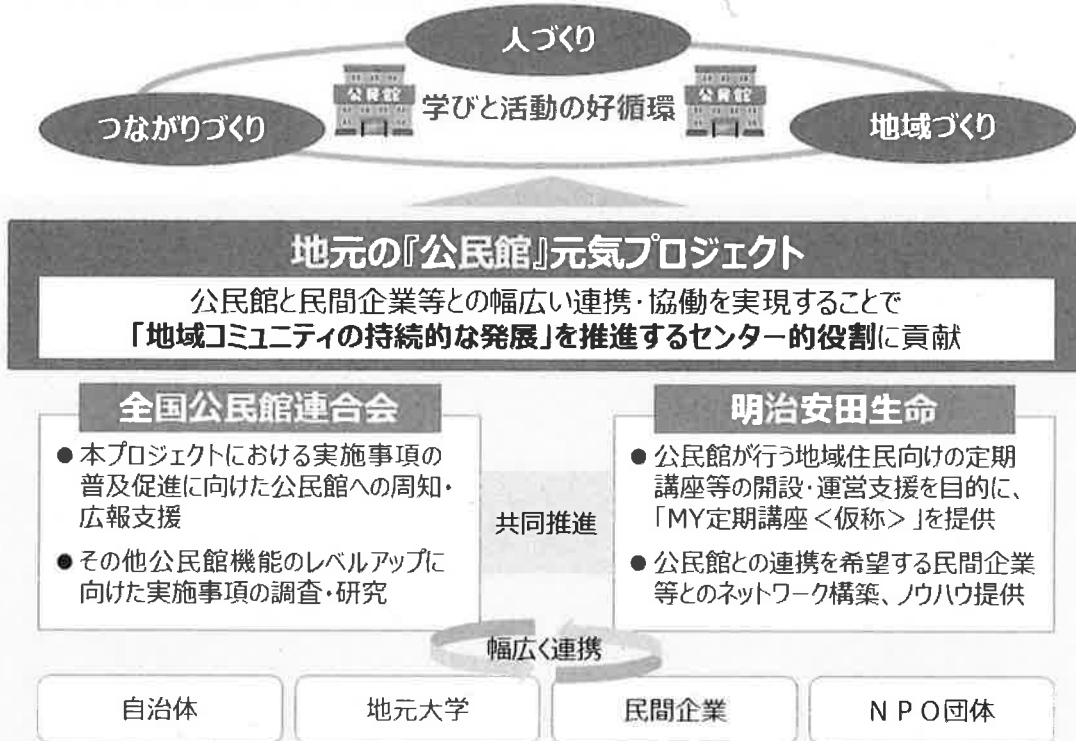 人づくり
公民館
学びと活動の好循環
公民館
つながりづくり
地域づくり
地元の『公民館』元気プロジェクト
公民館と民間企業等との幅広い連携・協働を実現することで
「地域コミュニティの持続的な発展」を推進するセンター的役割に貢献
全国公民館連合会
●本プロジェクトにおける実施事項の
普及促進に向けた公民館への周知・
広報支援
●その他公民館機能のレベルアップに
向けた実施事項の調査・研究
共同推進
明治安田生命
●公民館が行う地域住民向けの定期
講座等の開設・運営支援を目的に、
「MY定期講座<仮称>」を提供
●公民館との連携を希望する民間企業
等とのネットワーク構築、ノウハウ提供
幅広く連携
自治体
地元大学
民間企業
NPO団体